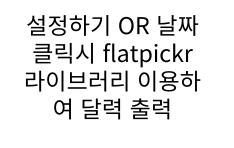 설정하기 OR 날짜
클릭시 flatpickr
라이브러리 이용하
여 달력 출력